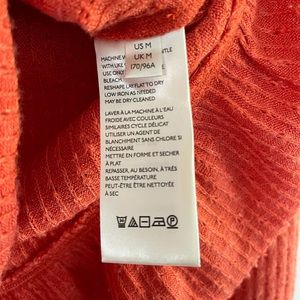 US M
UK M
170/96A
MACHINE W
NTLE
WITH LIKE
USE ONLY
BLEACH
RESHAPE LAY FLAT TO DRY
LOW IRON AS NEEDED
MAY BE DRY CLEANED
LAVER À LA MACHINE À L'EAU
FROIDE AVEC COULEURS
SIMILAIRES CYCLE DÉLICAT
UTILISER UN AGENT DE
BLANCHIMENT SANS CHLORE SI
NÉCESSAIRE
METTRE EN FORME ET SÉCHER
À PLAT
REPASSER, AU BESOIN, À TRÈS
BASSE TEMPÉRATURE
PEUT-ÊTRE ÊTRE NETTOYÉE
À SEC